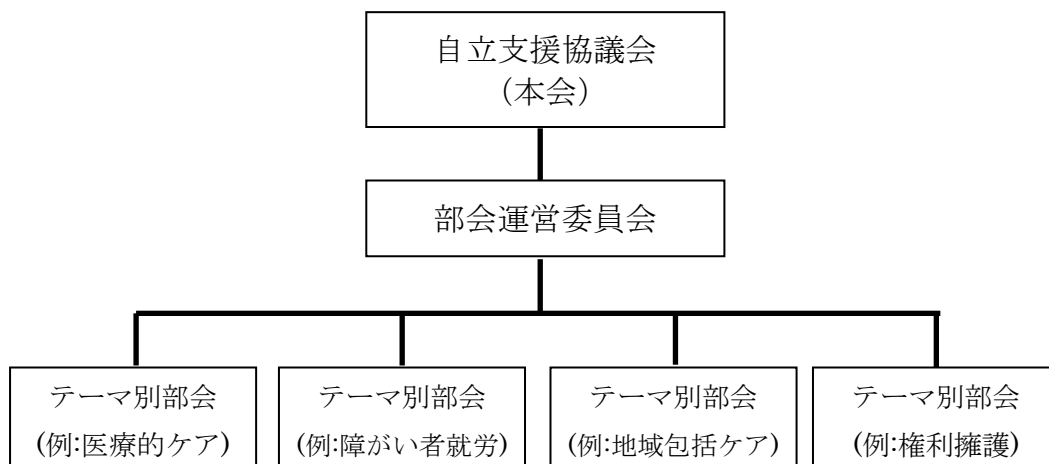 自立支援協議会
（本会）
部会運営委員会
テーマ別部会
(例:医療的ケア)
テーマ別部会
(例:障がい者就労)
テーマ別部会
(例:地域包括ケア)
テーマ別部会
(例:権利擁護)